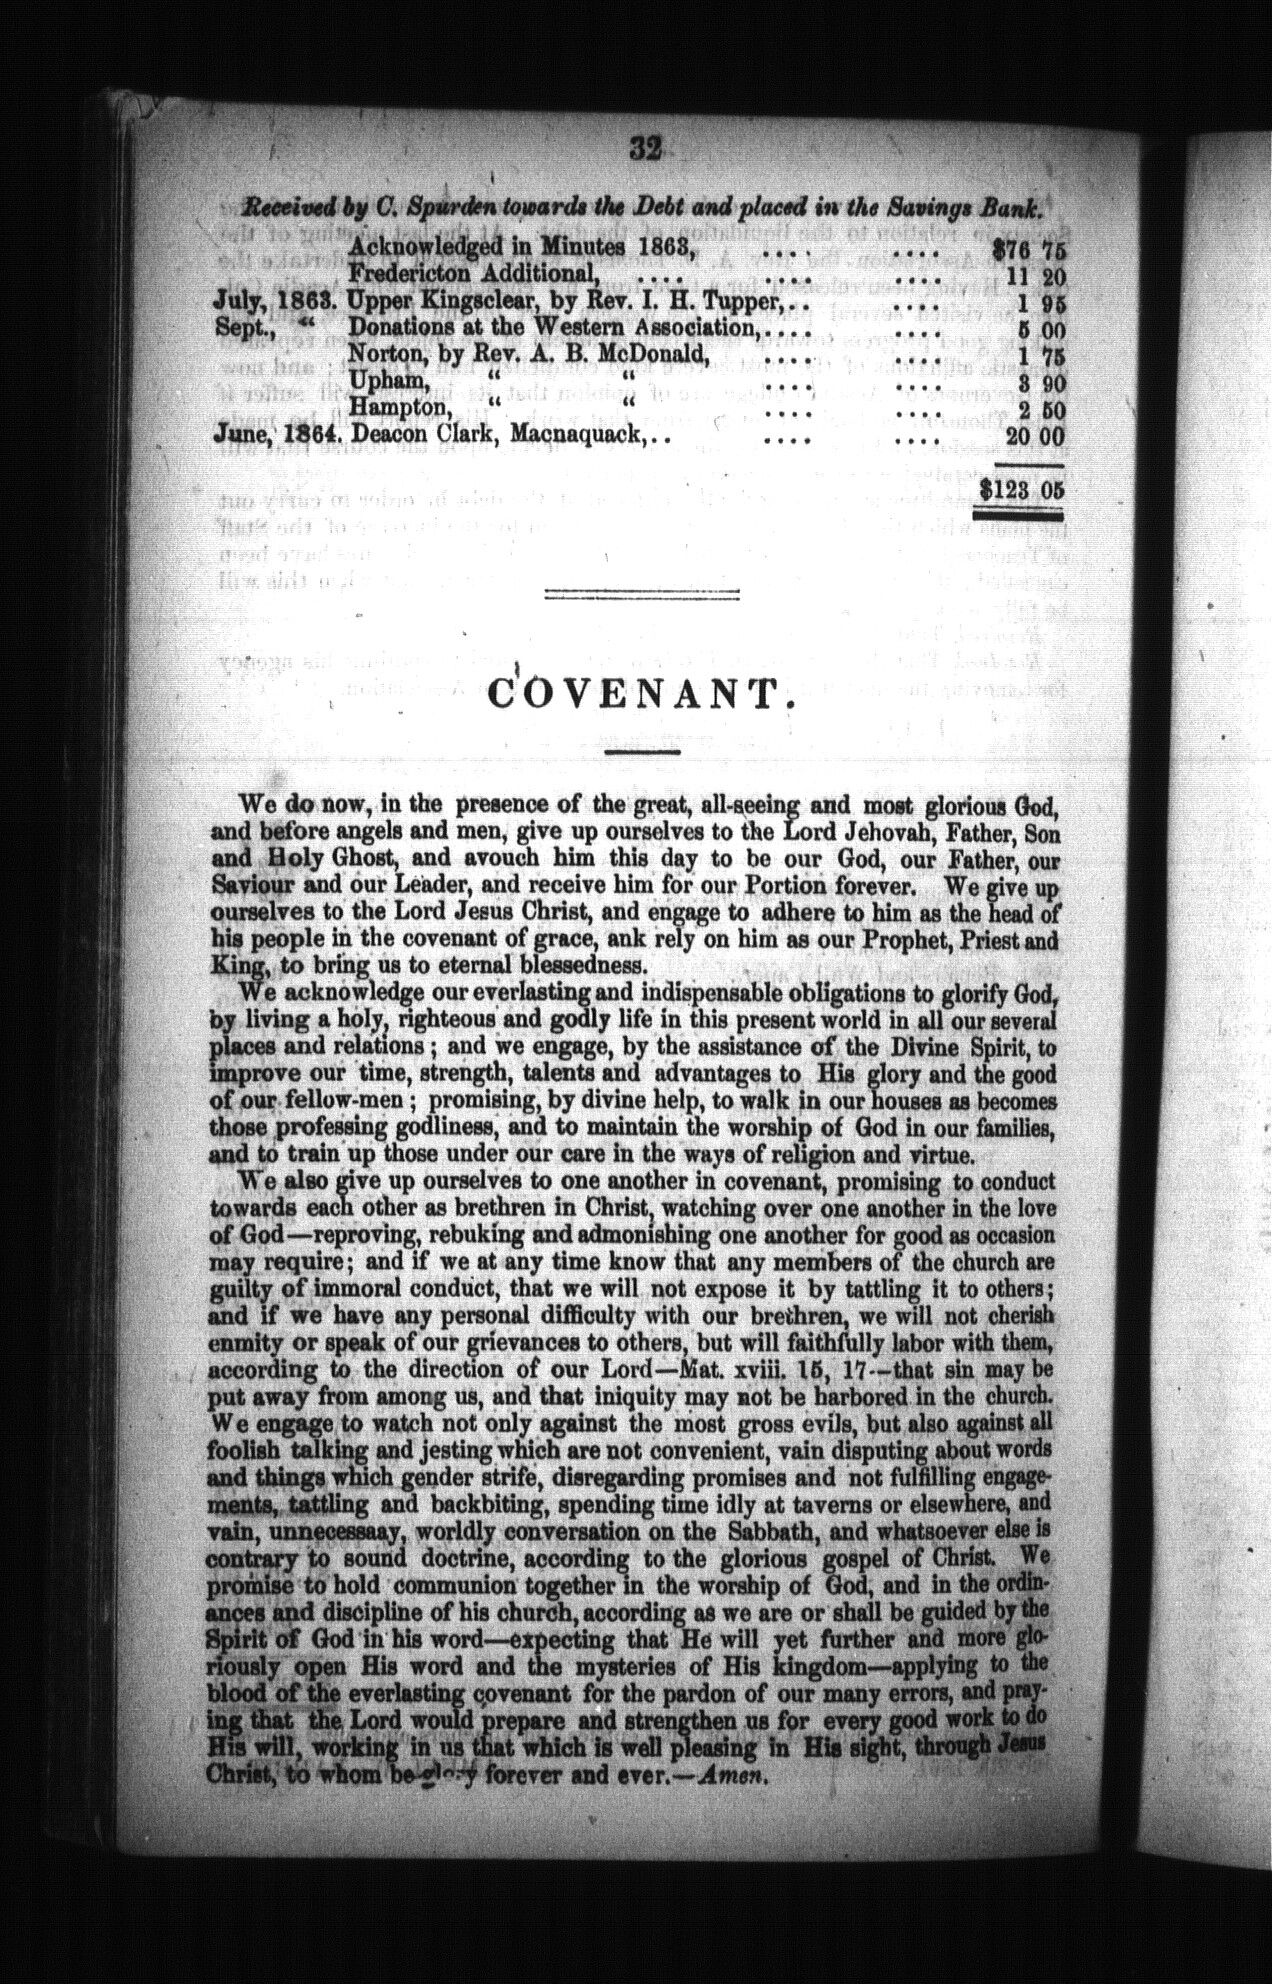 32
Received by C. Spurden towards the Debt and placed in the Savings Bank.
Acknowledged in Minutes 1863, .... .... $76 75
Fredericton Additional, .... .... .... 11 20
July, 1863. Upper Kingsclear, by Rev. I. H. Tupper, .. .... 1 95
Sept., “ Donations at the Western Association, .... .... 5 00
Norton, by Rev. A. B. McDonald, .... .... 1 75
Upham, “ “ .... .... 3 90
Hampton, “ “ .... .... 2 50
June, 1864. Deacon Clark, Macnaquack, .. .... .... 20 00
$123 05
COVENANT.
We do now, in the presence of the great, all-seeing and most glorious God,
and before angels and men, give up ourselves to the Lord Jehovah, Father, Son
and Holy Ghost, and avouch him this day to be our God, our Father, our
Saviour and our Leader, and receive him for our Portion forever. We give up
ourselves to the Lord Jesus Christ, and engage to adhere to him as the head of
his people in the covenant of grace, ank rely on him as our Prophet, Priest and
King, to bring us to eternal blessedness.
We acknowledge our everlasting and indispensable obligations to glorify God,
by living a holy, righteous and godly life in this present world in all our several
places and relations; and we engage, by the assistance of the Divine Spirit, to
improve our time, strength, talents and advantages to His glory and the good
of our fellow-men; promising, by divine help, to walk in our houses as becomes
those professing godliness, and to maintain the worship of God in our families,
and to train up those under our care in the ways of religion and virtue.
We also give up ourselves to one another in covenant, promising to conduct
towards each other as brethren in Christ, watching over one another in the love
of God—reproving, rebuking and admonishing one another for good as occasion
may require; and if we at any time know that any members of the church are
guilty of immoral conduct, that we will not expose it by tattling it to others;
and if we have any personal difficulty with our brethren, we will not cherish
enmity or speak of our grievances to others, but will faithfully labor with them,
according to the direction of our Lord—Mat. xviii. 15, 17—that sin may be
put away from among us, and that iniquity may not be harbored in the church.
We engage to watch not only against the most gross evils, but also against all
foolish talking and jesting which are not convenient, vain disputing about words
and things which gender strife, disregarding promises and not fulfilling engage-
ments, tattling and backbiting, spending time idly at taverns or elsewhere, and
vain, unnecessaay, worldly conversation on the Sabbath, and whatsoever else is
contrary to sound doctrine, according to the glorious gospel of Christ. We
promise to hold communion together in the worship of God, and in the ordin-
ances and discipline of his church, according as we are or shall be guided by the
Spirit of God in his word—expecting that He will yet further and more glo-
riously open His word and the mysteries of His kingdom—applying to the
blood of the everlasting covenant for the pardon of our many errors, and pray-
ing that the Lord would prepare and strengthen us for every good work to do
His will, working in us that which is well pleasing in His sight, through Jesus
Christ, to whom be glory forever and ever.—Amen.